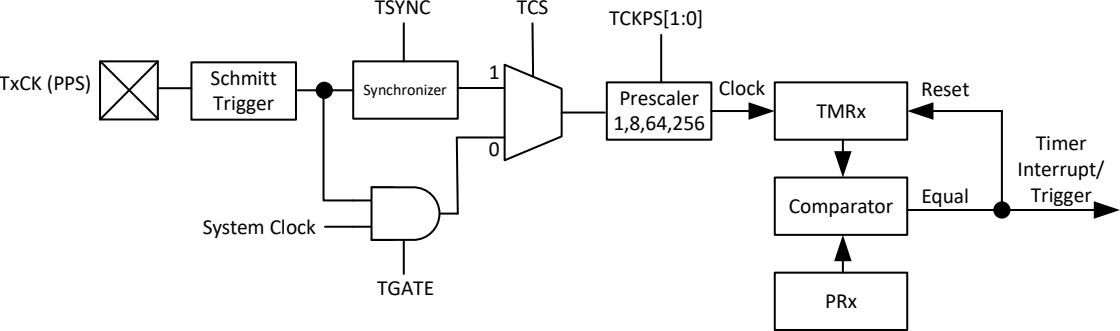 TSYNC
TCS
TCKPS[1:0]
TxCK (PPS)
Schmitt
Trigger
Synchronizer
1
0
Prescaler
1,8,64,256
Clock
TMRx
Reset
Timer
Interrupt/
Trigger
Comparator
Equal
System Clock
TGATE
PRx